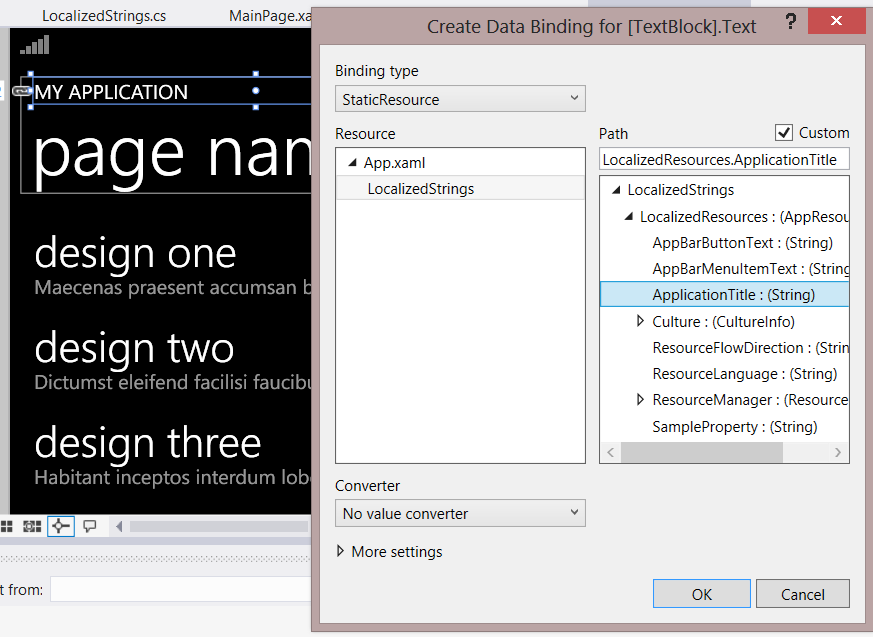 LocalizedStrings.cs
MainPage.xa
MY APPLICATION
page nam
design one
Maecenas praesent accumsan b
design two
Dictumst eleifend facilisi faucibu
design three
Habitant inceptos interdum lobo
t from:
Create Data Binding for [TextBlock].Text
?
Binding type
StaticResource
Resource
App.xaml
LocalizedStrings
Path
Custom
LocalizedResources.ApplicationTitle
LocalizedStrings
LocalizedResources : (AppResou
AppBarButtonText : (String)
AppBarMenuItemText : (String
ApplicationTitle : (String)
Culture : (CultureInfo)
ResourceFlowDirection : (Strin
ResourceLanguage : (String)
ResourceManager : (Resource
SampleProperty : (String)
Converter
No value converter
More settings
OK
Cancel